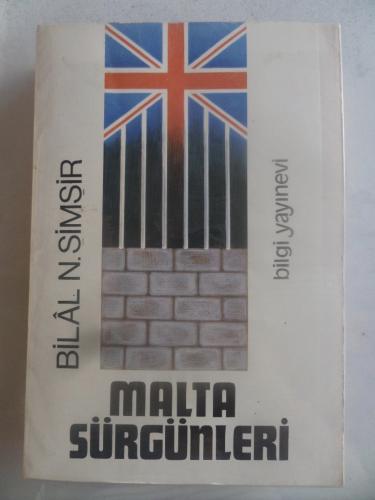 BİLÂL N. ŞİMŞİR
bilgi yayınevi
MALTA
SÜRGÜNLERİ